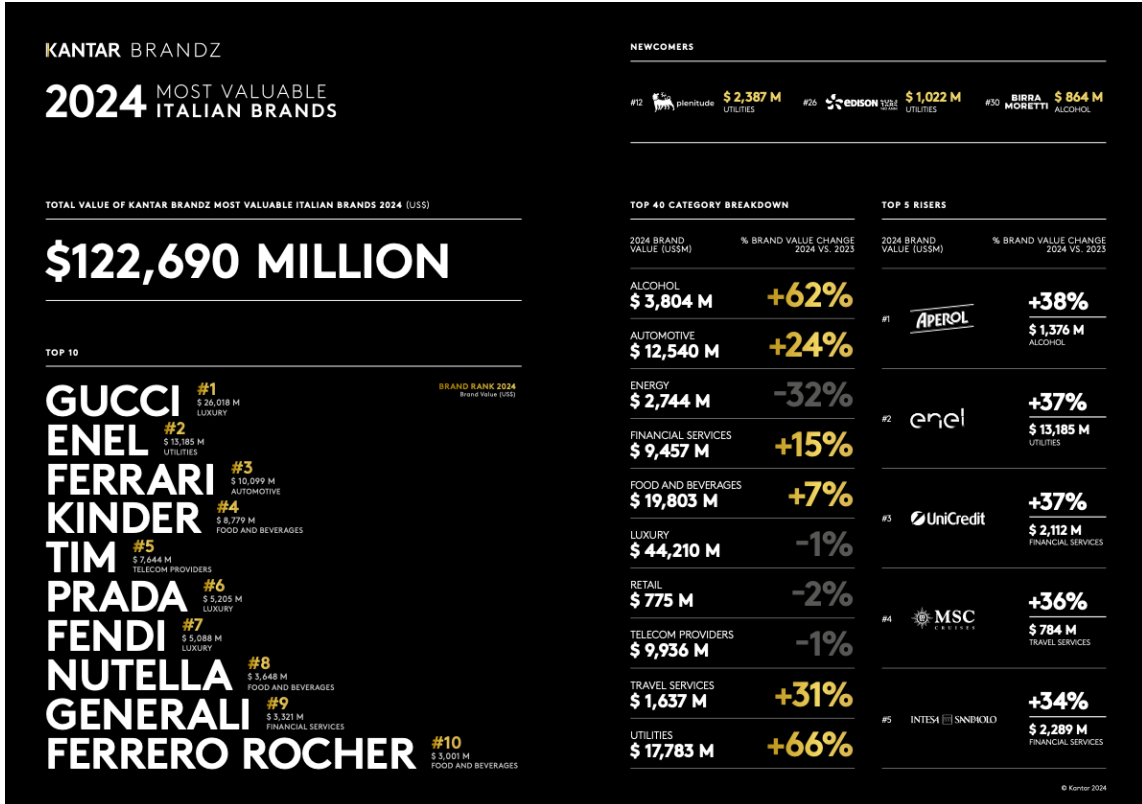 KANTAR BRANDZ
2024 MOST VALUABLE
ITALIAN BRANDS
TOTAL VALUE OF KANTAR BRANDZ MOST VALUABLE ITALIAN BRANDS 2024 (US$)
$122,690 MILLION
TOP 10
BRAND RANK 2024
Brand Value (US$)
GUCCI #1
$ 26,018 M
LUXURY
ENEL #2
$ 13,185 M
UTILITIES
FERRARI #3
$ 10,099 M
AUTOMOTIVE
KINDER #4
$ 8,779 M
FOOD AND BEVERAGES
TIM #5
$ 7,644 M
TELECOM PROVIDERS
PRADA #6
$ 5,205 M
LUXURY
FENDI #7
$ 5,088 M
LUXURY
NUTELLA #8
$ 3,648 M
FOOD AND BEVERAGES
GENERALI #9
$ 3,321 M
FINANCIAL SERVICES
FERRERO ROCHER #10
$ 3,001 M
FOOD AND BEVERAGES
NEWCOMERS
#12 plenitude $ 2,387 M
UTILITIES
#26 EDISON $ 1,022 M
UTILITIES
#30 BIRRA MORETTI $ 864 M
ALCOHOL
TOP 40 CATEGORY BREAKDOWN
2024 BRAND
VALUE (US$M)
% BRAND VALUE CHANGE
2024 VS. 2023
ALCOHOL
$ 3,804 M +62%
AUTOMOTIVE
$ 12,540 M +24%
ENERGY
$ 2,744 M -32%
FINANCIAL SERVICES
$ 9,457 M +15%
FOOD AND BEVERAGES
$ 19,803 M +7%
LUXURY
$ 44,210 M -1%
RETAIL
$ 775 M -2%
TELECOM PROVIDERS
$ 9,936 M -1%
TRAVEL SERVICES
$ 1,637 M +31%
UTILITIES
$ 17,783 M +66%
TOP 5 RISERS
2024 BRAND
VALUE (US$M)
% BRAND VALUE CHANGE
2024 VS. 2023
#1 APEROL +38%
$ 1,376 M
ALCOHOL
#2 enel +37%
$ 13,185 M
UTILITIES
#3 UniCredit +37%
$ 2,112 M
FINANCIAL SERVICES
#4 MSC CRUISES +36%
$ 784 M
TRAVEL SERVICES
#5 INTESA SANPAOLO +34%
$ 2,289 M
FINANCIAL SERVICES
© Kantar 2024